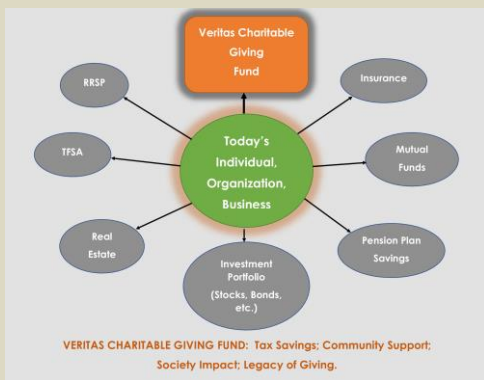 Veritas Charitable
Giving
Fund
RRSP
Insurance
TFSA
Today's
Individual,
Organization,
Business
Mutual
Funds
Real
Estate
Investment
Portfolio
(Stocks, Bonds,
etc.)
Pension Plan
Savings
VERITAS CHARITABLE GIVING FUND: Tax Savings; Community Support;
Society Impact; Legacy of Giving.